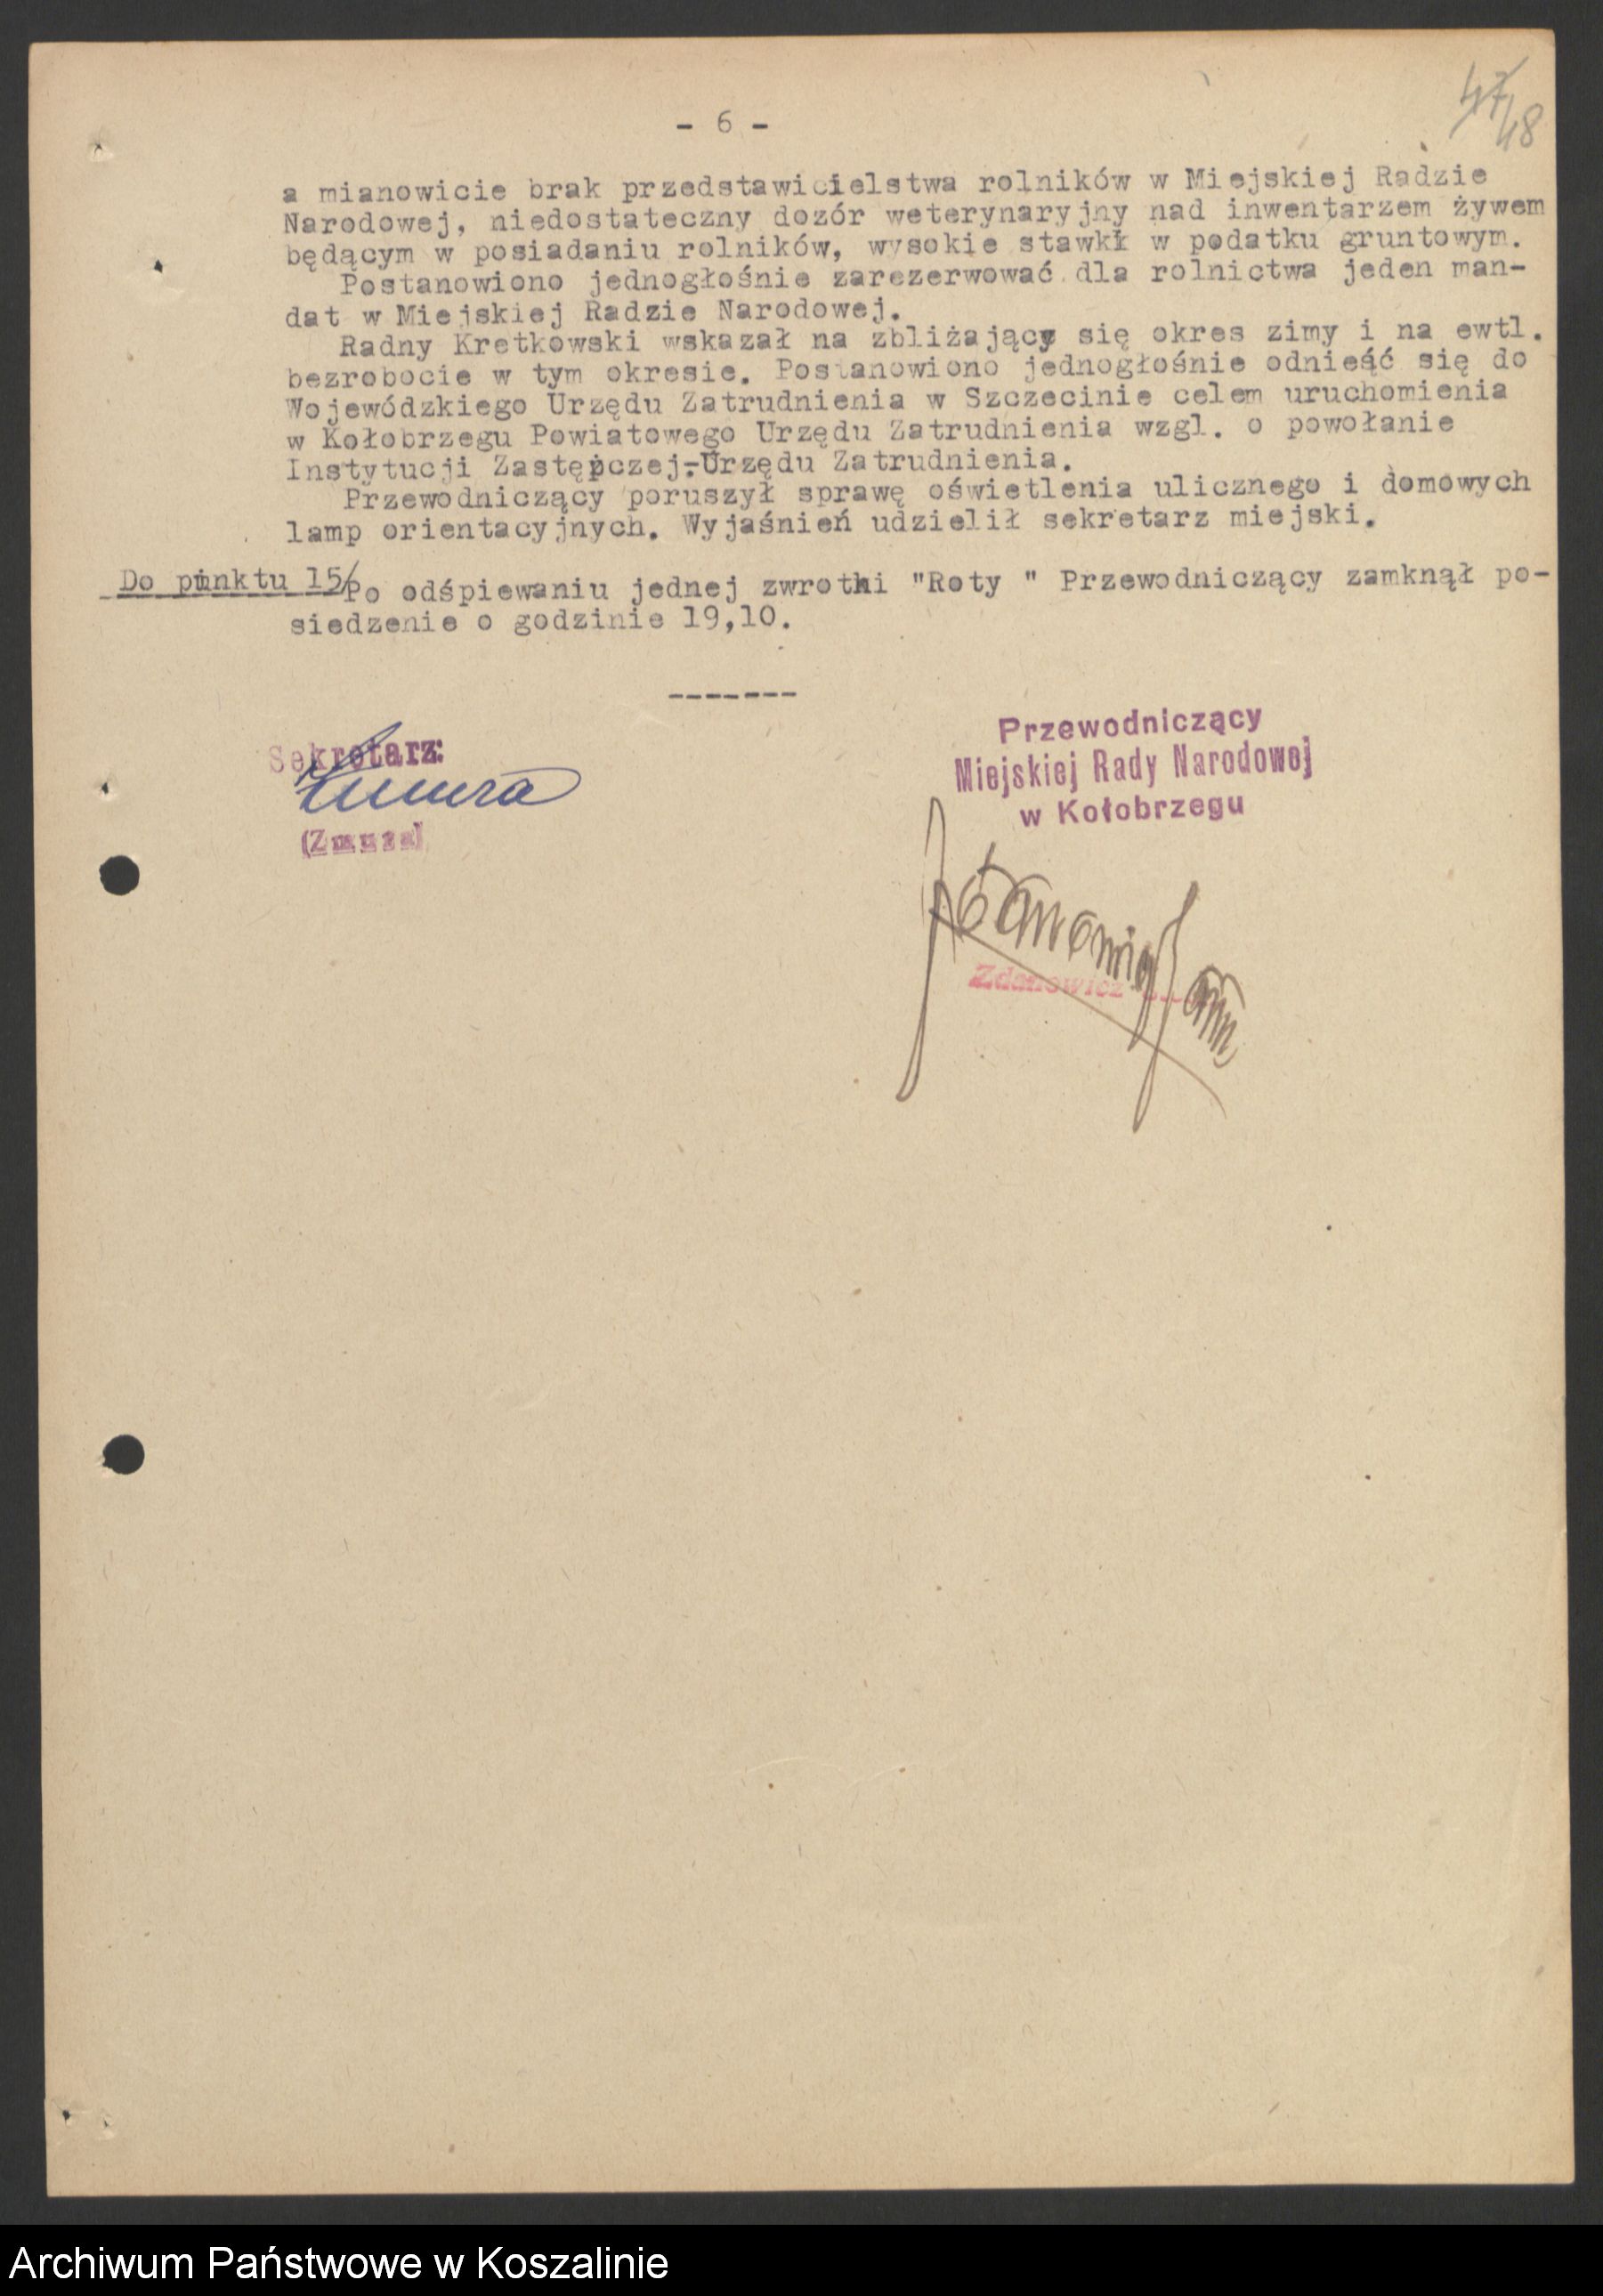 47
48
- 6 -
a mianowicie brak przedstawicielstwa rolników w Miejskiej Radzie
Narodowej, niedostateczny dozór weterynaryjny nad inwentarzem żywem
będącym w posiadaniu rolników, wysokie stawki w podatku gruntowym.
Postanowiono jednogłośnie zarezerwować dla rolnictwa jeden man-
dat w Miejskiej Radzie Narodowej.
Radny Kretkowski wskazał na zbliżający się okres zimy i na ewtl.
bezrobocie w tym okresie. Postanowiono jednogłośnie odnieść się do
Wojewódzkiego Urzędu Zatrudnienia w Szczecinie celem uruchomienia
w Kołobrzegu Powiatowego Urzędu Zatrudnienia wzgl. o powołanie
Instytucji Zastępczej-Urzędu Zatrudnienia.
Przewodniczący poruszył sprawę oświetlenia ulicznego i domowych
lamp orientacyjnych. Wyjaśnień udzielił sekretarz miejski.
Do punktu 15/ Po odśpiewaniu jednej zwrotki "Roty " Przewodniczący zamknął po-
siedzenie o godzinie 19,10.
-------
Przewodniczący
Miejskiej Rady Narodowej
w Kołobrzegu
Sekretarz:
(Zmuza)
Zdanowicz
Archiwum Państwowe w Koszalinie